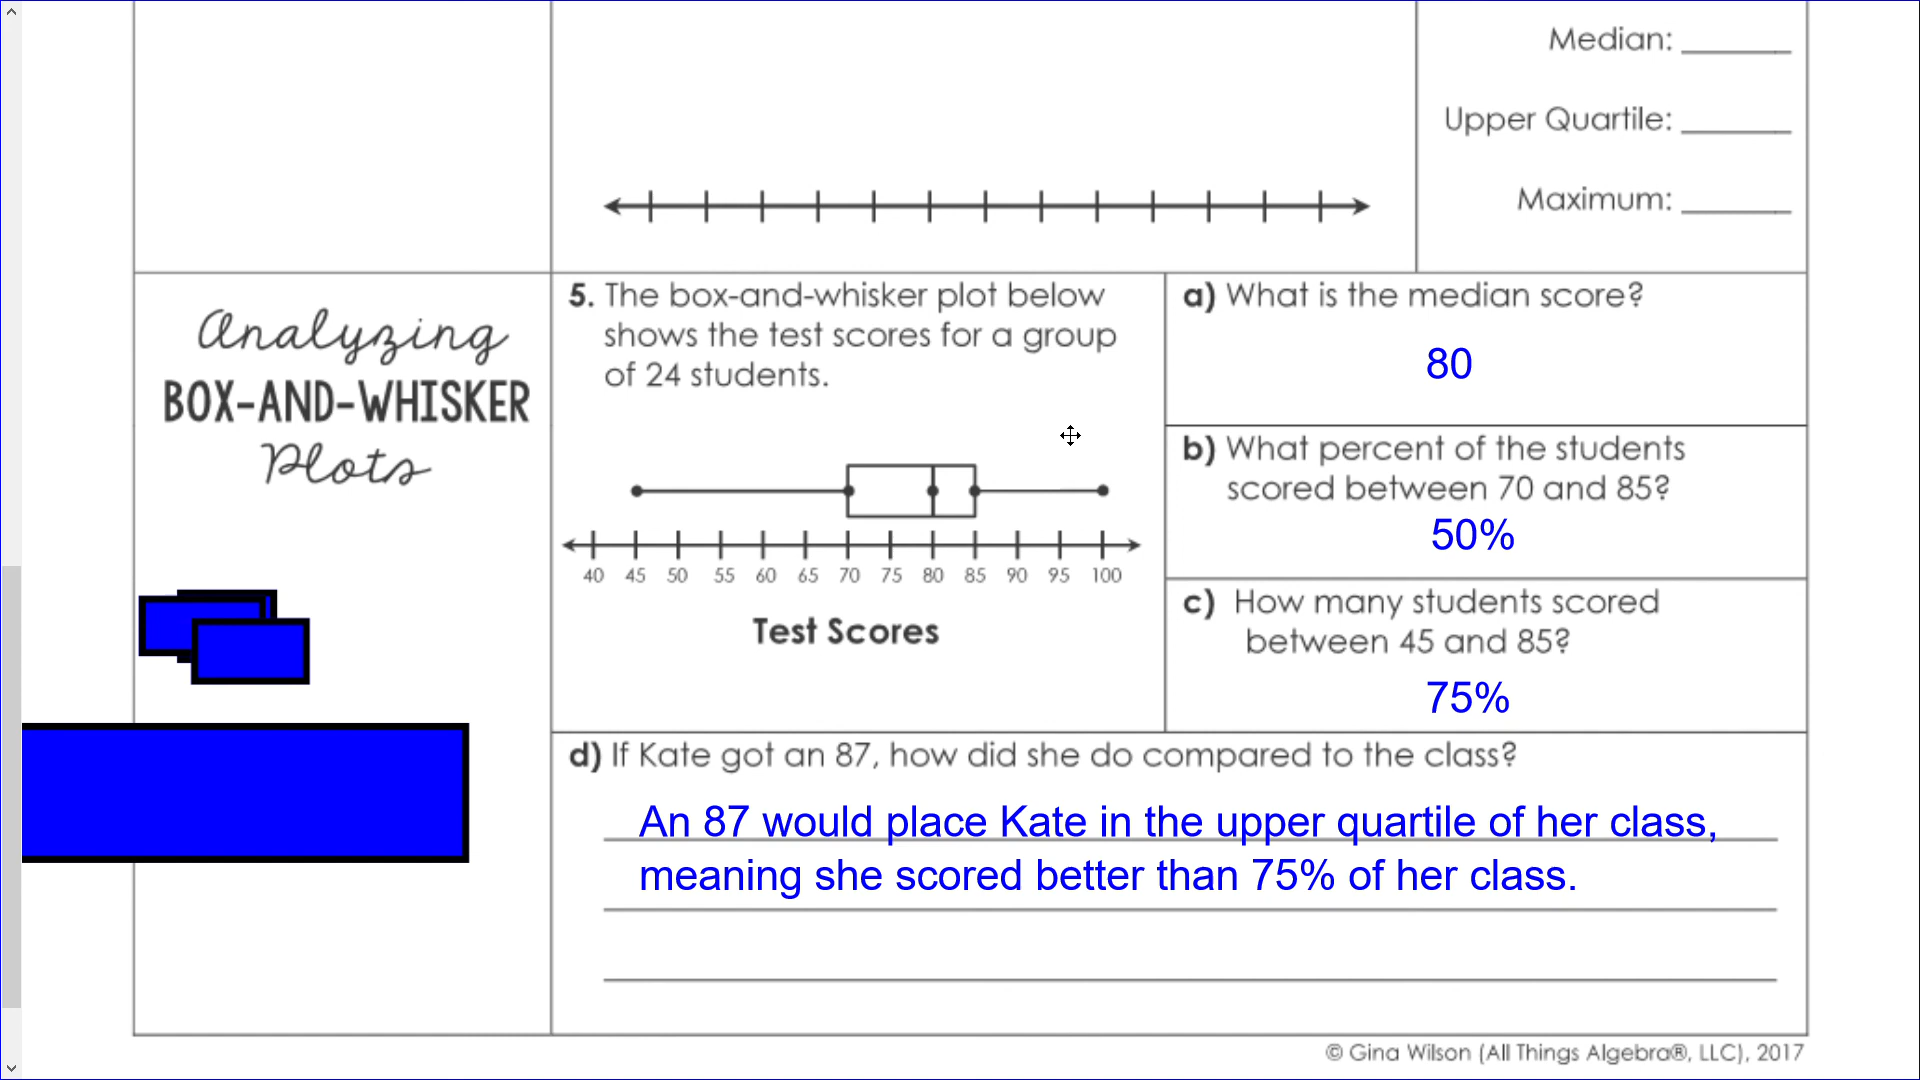 Median: _______
Upper Quartile: _______
Maximum: _______
Analyzing
BOX-AND-WHISKER
Plots
5. The box-and-whisker plot below
shows the test scores for a group
of 24 students.
40 45 50 55 60 65 70 75 80 85 90 95 100
Test Scores
a) What is the median score?
80
b) What percent of the students
scored between 70 and 85?
50%
c) How many students scored
between 45 and 85?
75%
d) If Kate got an 87, how did she do compared to the class?
An 87 would place Kate in the upper quartile of her class,
meaning she scored better than 75% of her class.
© Gina Wilson (All Things Algebra®, LLC), 2017